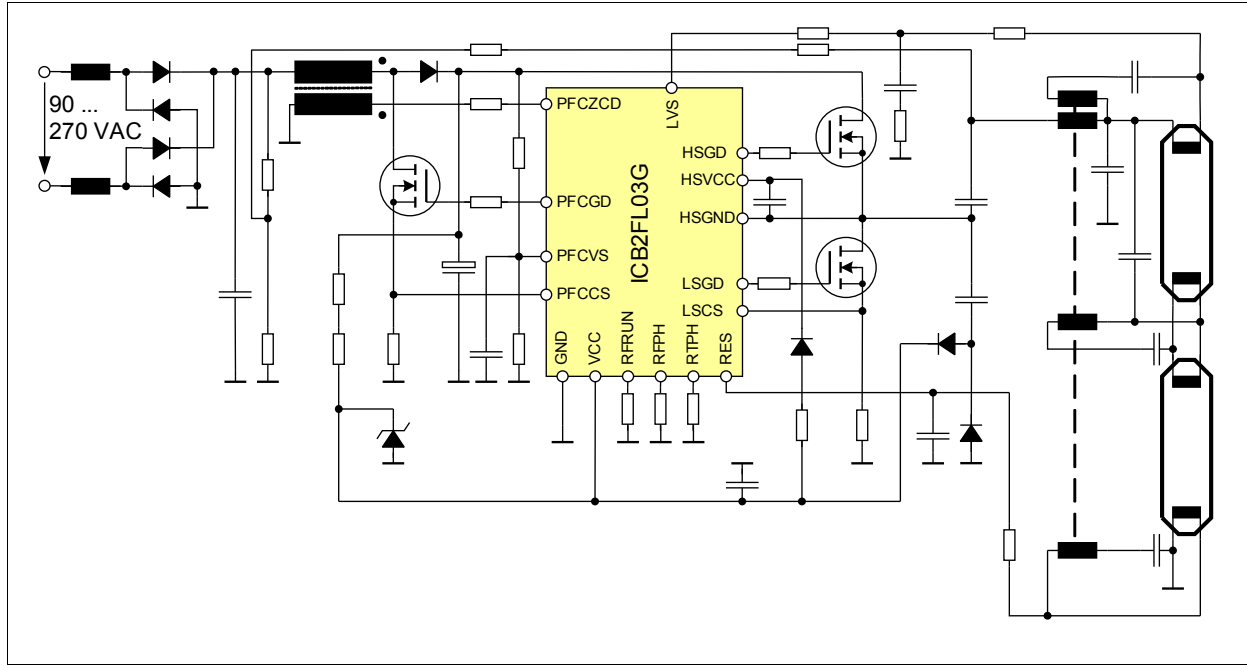 90 ...
270 VAC
PFCZCD
PFCGD
PFCVS
PFCCS
LVS
HSGD
HSVCC
HSGND
LSGD
LSCS
ICB2FL03G
GND
VCC
RFRUN
RFPH
RTPH
RES